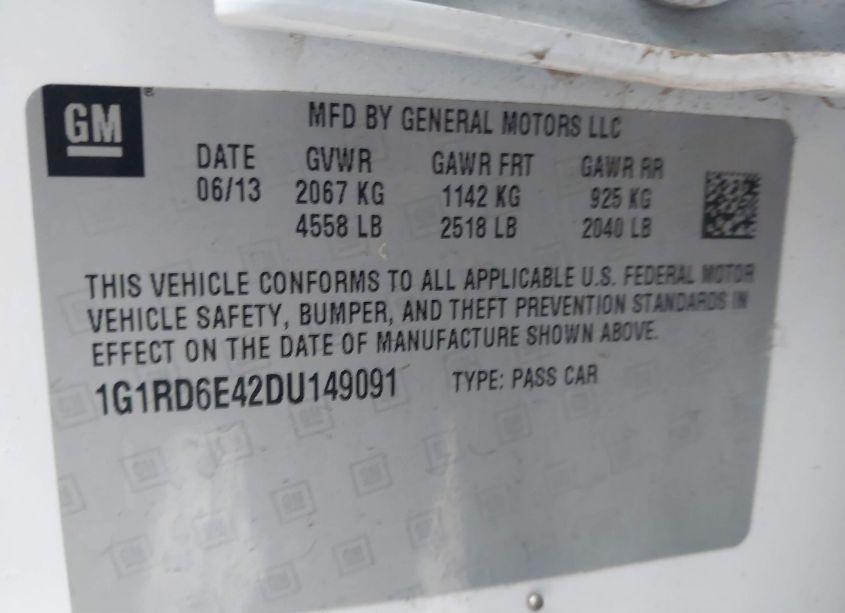 GM
MFD BY GENERAL MOTORS LLC
DATE GVWR GAWR FRT GAWR RR
06/13 2067 KG 1142 KG 925 KG
4558 LB 2518 LB 2040 LB
THIS VEHICLE CONFORMS TO ALL APPLICABLE U.S. FEDERAL MOTOR
VEHICLE SAFETY, BUMPER, AND THEFT PREVENTION STANDARDS IN
EFFECT ON THE DATE OF MANUFACTURE SHOWN ABOVE.
1G1RD6E42DU149091 TYPE: PASS CAR